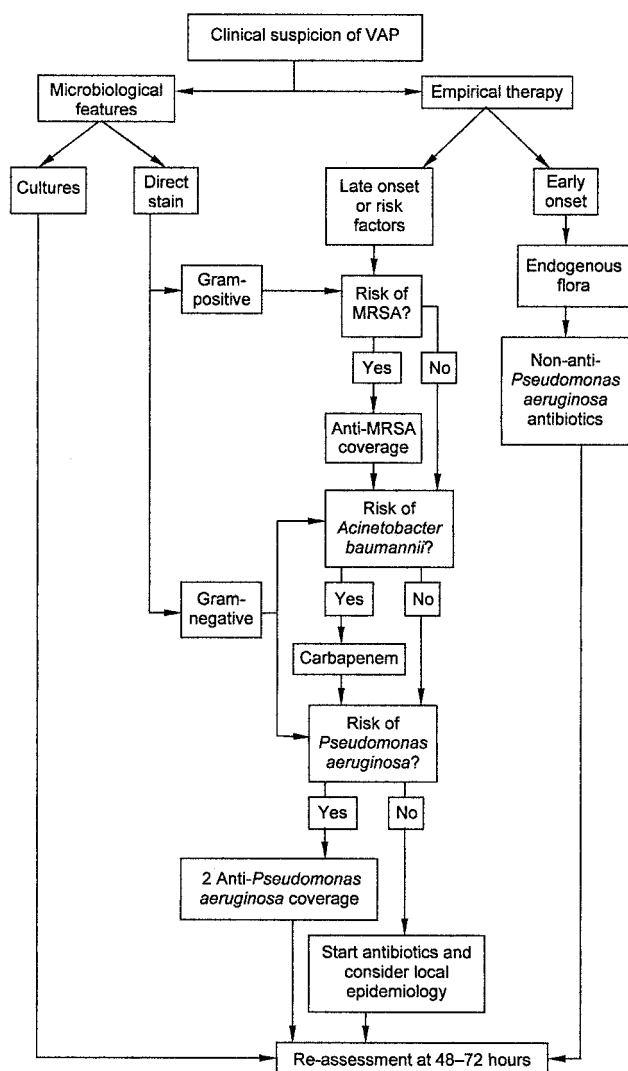 Clinical suspicion of VAP
Microbiological
features
Empirical therapy
Cultures
Direct
stain
Late onset
or risk
factors
Early
onset
Gram-
positive
Risk of
MRSA?
Endogenous
flora
Yes
No
Non-anti-
Pseudomonas
aeruginosa
antibiotics
Anti-MRSA
coverage
Risk of
Acinetobacter
baumannii?
Gram-
negative
Yes
No
Carbapenem
Risk of
Pseudomonas
aeruginosa?
Yes
No
2 Anti-Pseudomonas
aeruginosa coverage
Start antibiotics and
consider local
epidemiology
Re-assessment at 48–72 hours